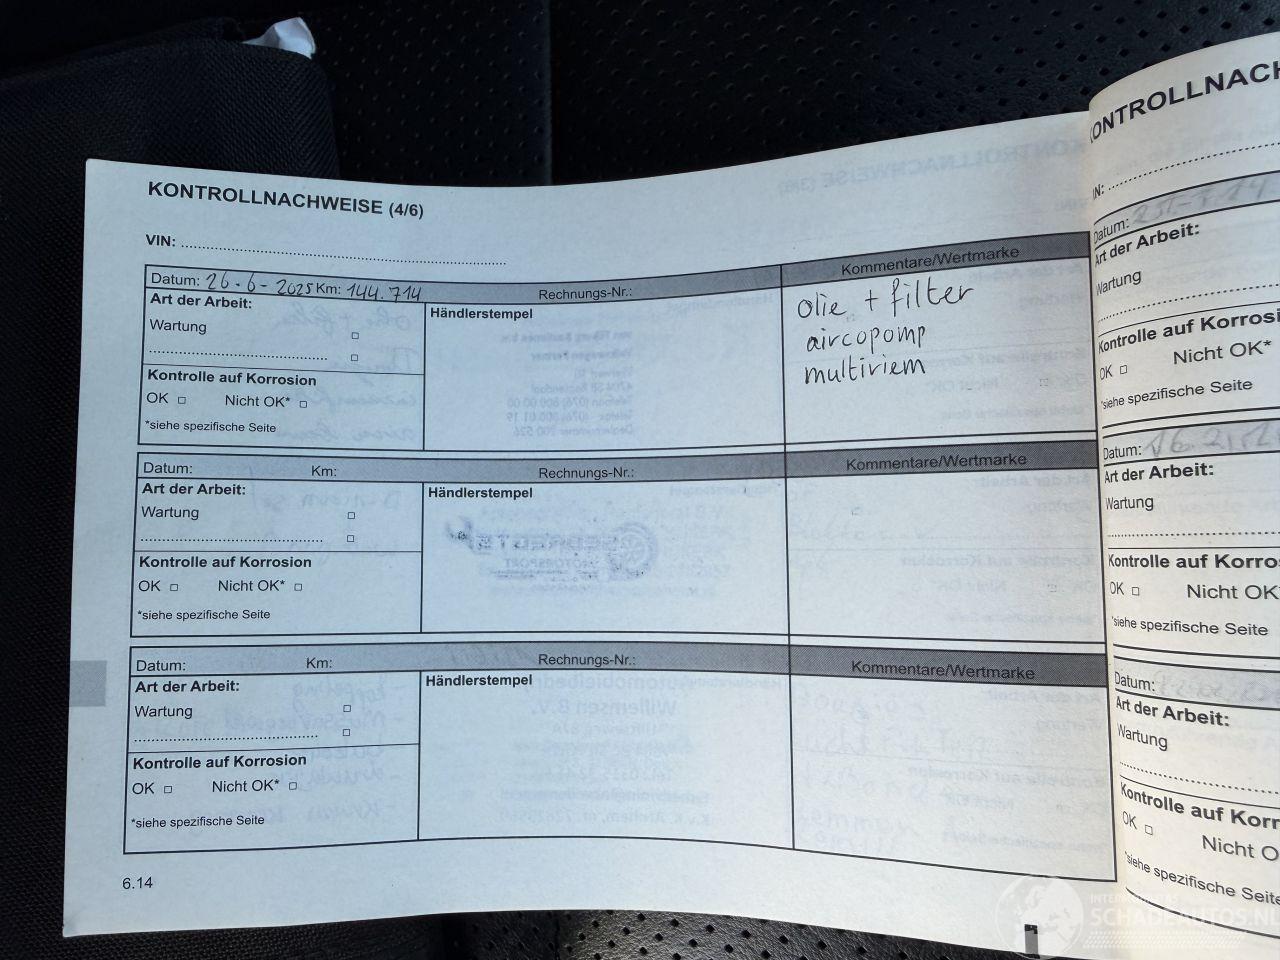 KONTROLLNACHWEISE (4/6)
VIN:
Datum: 26-6-2025 Km: 144.714 Rechnungs-Nr.: Kommentare/Wertmarke
Art der Arbeit:
Wartung
Kontrolle auf Korrosion
OK Nicht OK*
*siehe spezifische Seite
Händlerstempel
olie + filter
aircopomp
multiriem
Datum: Km: Rechnungs-Nr.: Kommentare/Wertmarke
Art der Arbeit:
Wartung
Kontrolle auf Korrosion
OK Nicht OK*
*siehe spezifische Seite
Händlerstempel
Datum: Km: Rechnungs-Nr.: Kommentare/Wertmarke
Art der Arbeit:
Wartung
Kontrolle auf Korrosion
OK Nicht OK*
*siehe spezifische Seite
Händlerstempel
6.14
KONTROLLNACH
IN:
Datum:
Art der Arbeit:
Wartung
Kontrolle auf Korrosi
OK Nicht OK*
*siehe spezifische Seite
Datum:
Art der Arbeit:
Wartung
Kontrolle auf Korro
OK Nicht OK
*siehe spezifische Seite
Datum:
Art der Arbeit:
Wartung
Kontrolle auf Korr
OK Nicht O
*siehe spezifische Seite
SCHADEAUTOS.NL